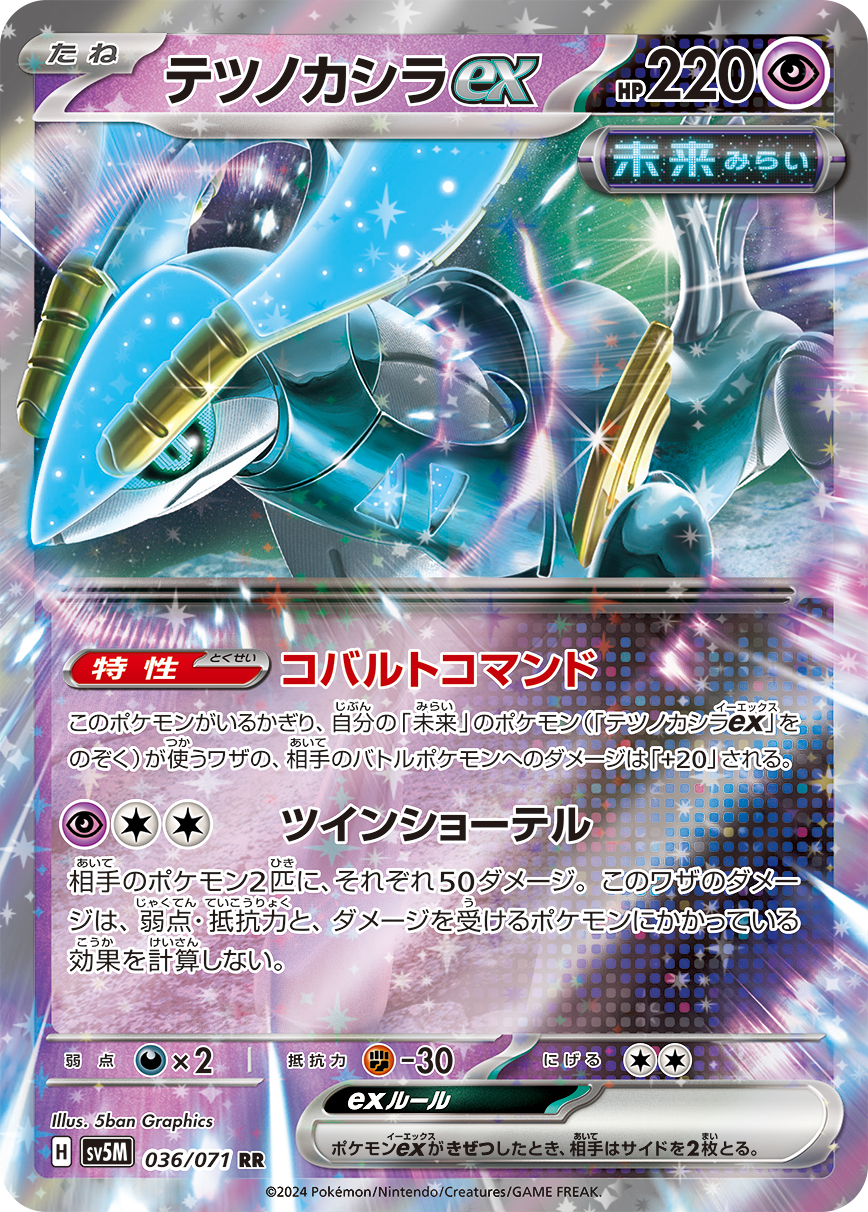 たね
テツノカシラex
HP220
未来みらい
特性 とくせい コバルトコマンド
このポケモンがいるかぎり、自分の「未来」のポケモン（「テツノカシラex」を
のぞく）が使うワザの、相手のバトルポケモンへのダメージは「+20」される。
ツインショーテル
相手のポケモン2匹に、それぞれ50ダメージ。このワザのダメー
ジは、弱点・抵抗力と、ダメージを受けるポケモンにかかっている
効果を計算しない。
弱点 ×2 抵抗力 -30 にげる
exルール
ポケモンexがきぜつしたとき、相手はサイドを2枚とる。
Illus. 5ban Graphics
H SV5M 036/071 RR
©2024 Pokémon/Nintendo/Creatures/GAME FREAK.